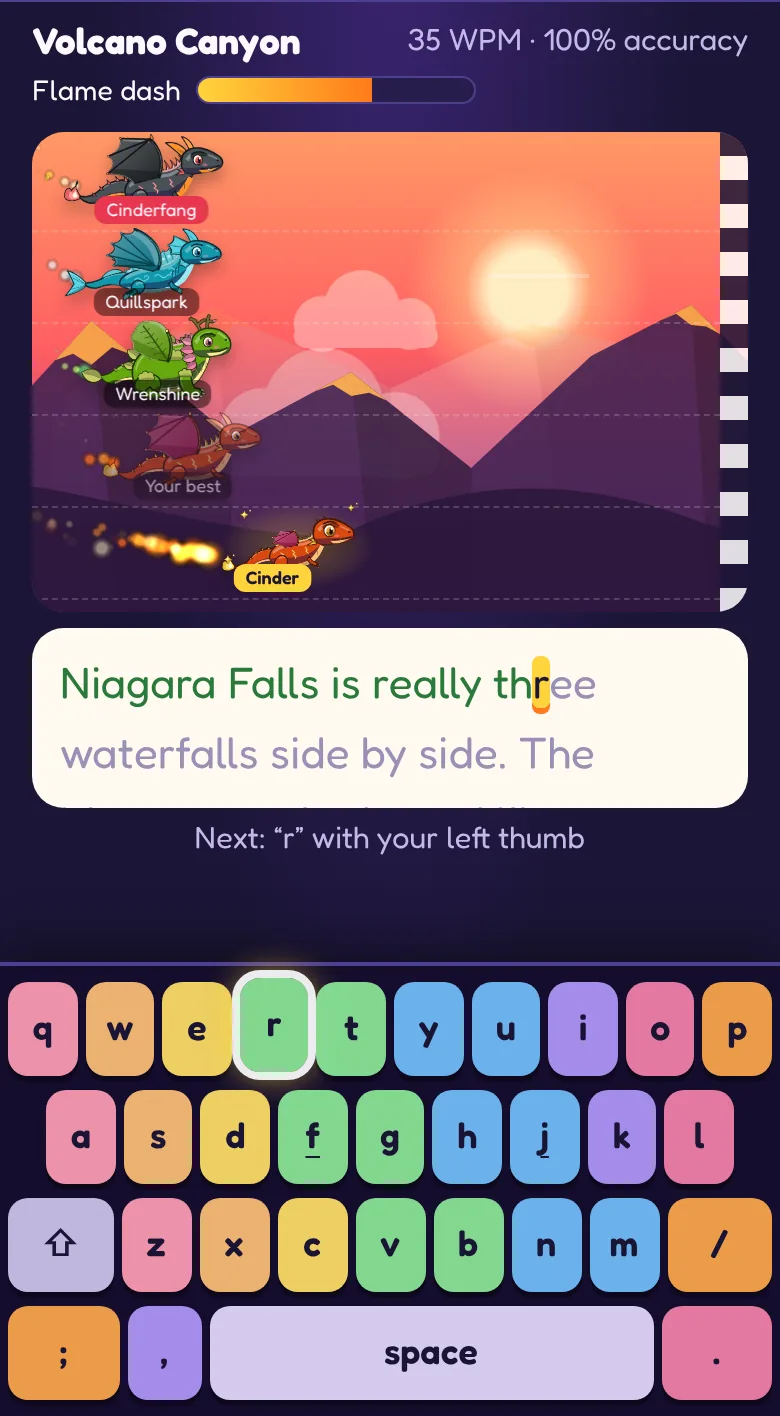 Volcano Canyon
35 WPM · 100% accuracy
Flame dash
Cinderfang
Quillspark
Wrenshine
Your best
Cinder
Niagara Falls is really three
waterfalls side by side. The
Next: “r” with your left thumb
q w e r t y u i o p
a s d f g h j k l
z x c v b n m /
; , space .